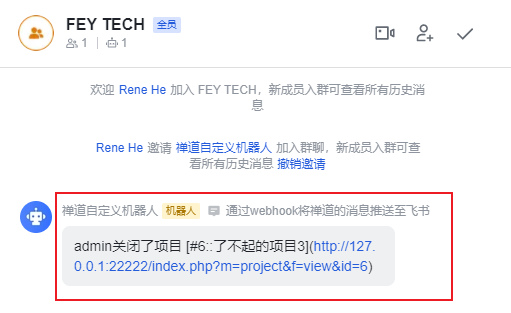 FEY TECH 全员
1 | 1
欢迎 Rene He 加入 FEY TECH，新成员入群可查看所有历史消
息
Rene He 邀请 禅道自定义机器人 加入群聊，新成员入群可查
看所有历史消息 撤销邀请
禅道自定义机器人 机器人 通过webhook将禅道的消息推送至飞书
admin关闭了项目 [#6::了不起的项目3](http://127.
0.0.1:22222/index.php?m=project&f=view&id=6)